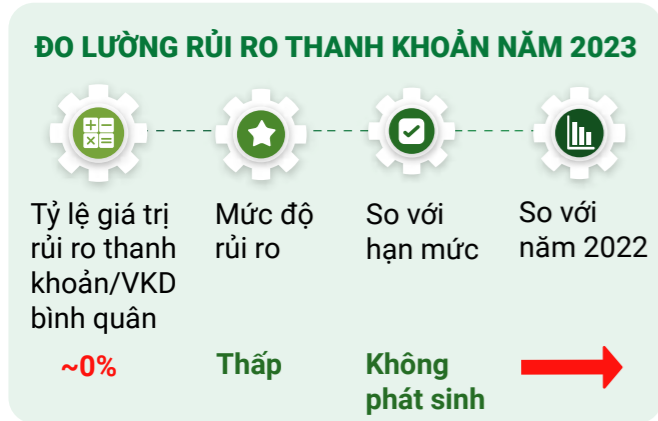 ĐO LƯỜNG RỦI RO THANH KHOẢN NĂM 2023
Tỷ lệ giá trị
rủi ro thanh
khoản/VKD
bình quân
~0%
Mức độ
rủi ro
Thấp
So với
hạn mức
Không
phát sinh
So với
năm 2022